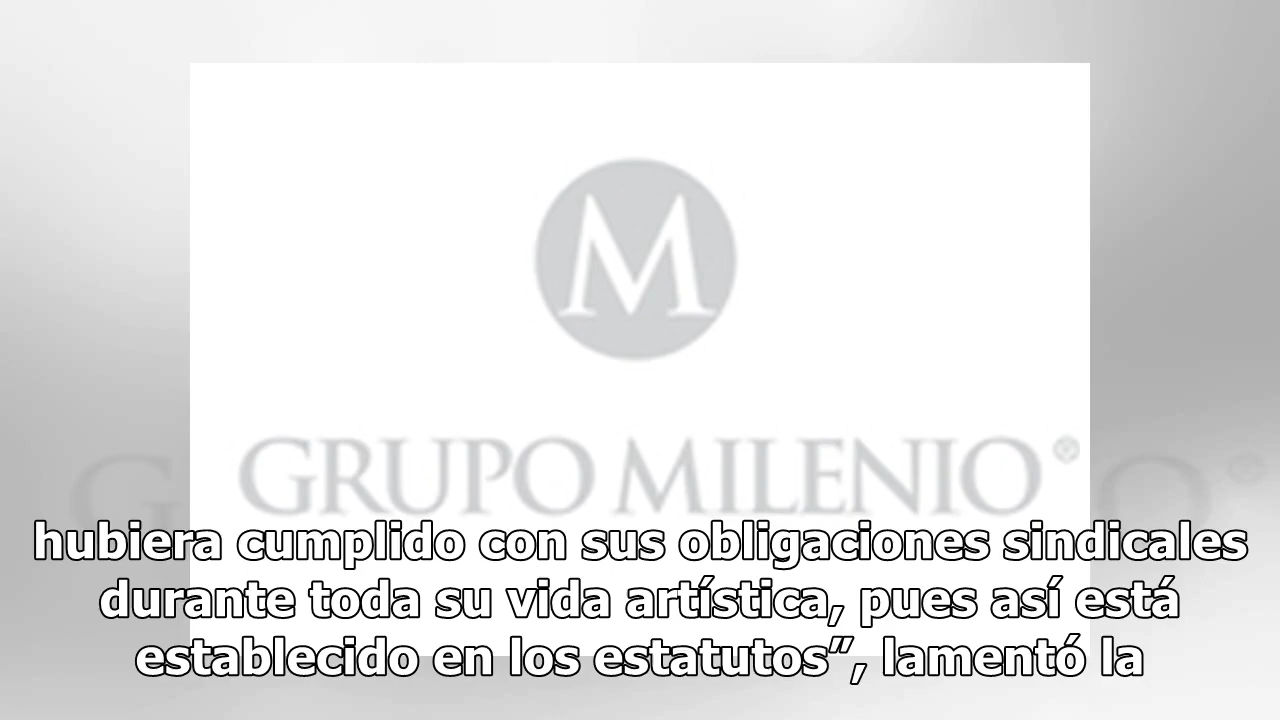 M
GRUPO MILENIO®
hubiera cumplido con sus obligaciones sindicales
durante toda su vida artística, pues así está
establecido en los estatutos”, lamentó la